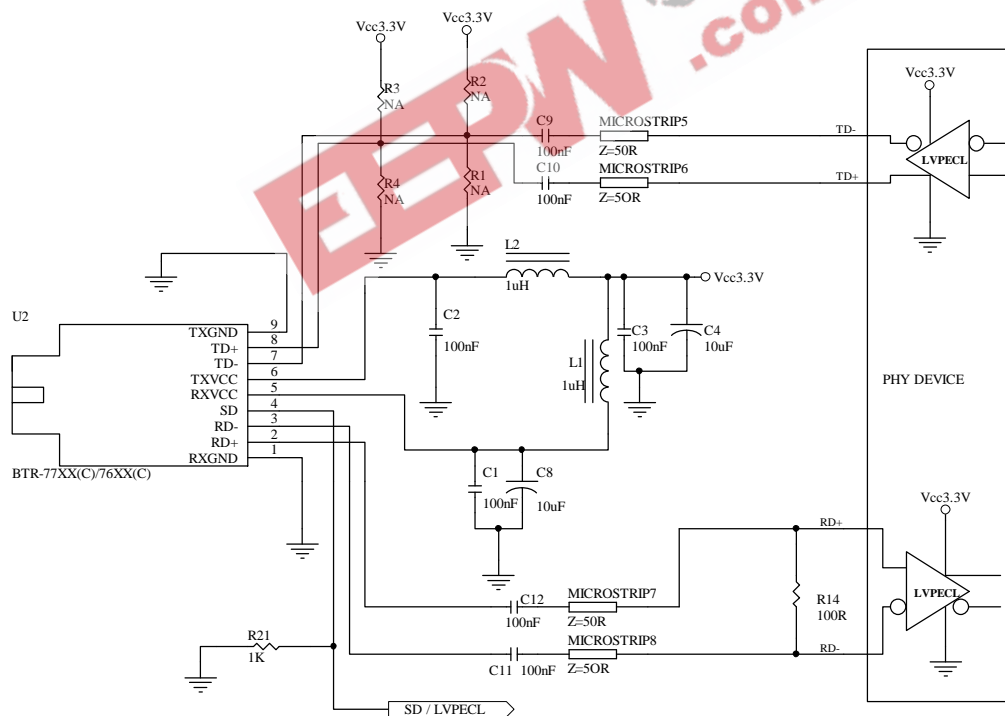 EEPW
.com
Vcc3.3V
Vcc3.3V
R3
NA
R2
NA
R4
NA
R1
NA
C9
100nF
C10
100nF
MICROSTRIP5
Z=50R
MICROSTRIP6
Z=5OR
TD-
TD+
Vcc3.3V
LVPECL
L2
1uH
Vcc3.3V
C2
100nF
C3
100nF
C4
10uF
L1
1uH
PHY DEVICE
U2
TXGND 9
TD+ 8
TD- 7
TXVCC 6
RXVCC 5
SD 4
RD- 3
RD+ 2
RXGND 1
BTR-77XX(C)/76XX(C)
C1
100nF
C8
10uF
Vcc3.3V
RD+
LVPECL
C12
100nF
MICROSTRIP7
Z=50R
R14
100R
R21
1K
C11 100nF
MICROSTRIP8
Z=5OR
RD-
SD / LVPECL